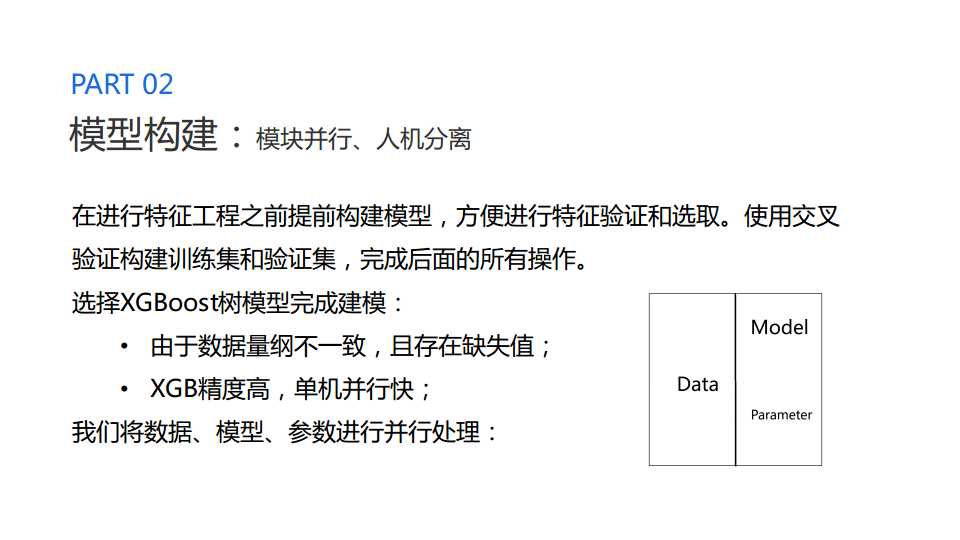 PART 02
模型构建：模块并行、人机分离
在进行特征工程之前提前构建模型，方便进行特征验证和选取。使用交叉
验证构建训练集和验证集，完成后面的所有操作。
选择XGBoost树模型完成建模：
• 由于数据量纲不一致，且存在缺失值；
• XGB精度高，单机并行快；
我们将数据、模型、参数进行并行处理：
Data
Model
Parameter